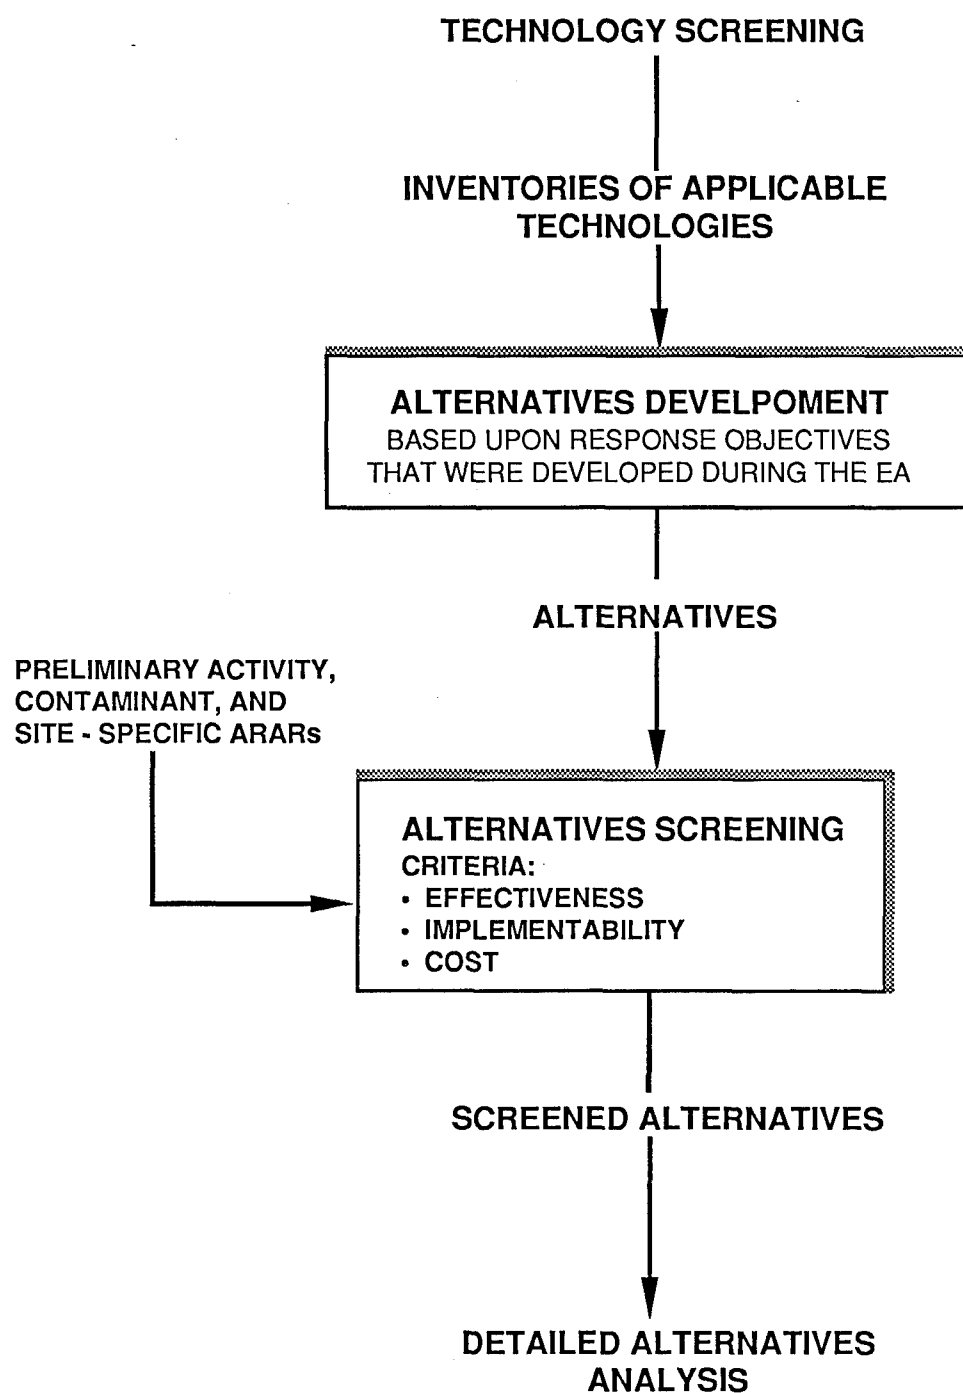 TECHNOLOGY SCREENING
INVENTORIES OF APPLICABLE
TECHNOLOGIES
ALTERNATIVES DEVELPOMENT
BASED UPON RESPONSE OBJECTIVES
THAT WERE DEVELOPED DURING THE EA
ALTERNATIVES
PRELIMINARY ACTIVITY,
CONTAMINANT, AND
SITE - SPECIFIC ARARs
ALTERNATIVES SCREENING
CRITERIA:
• EFFECTIVENESS
• IMPLEMENTABILITY
• COST
SCREENED ALTERNATIVES
DETAILED ALTERNATIVES
ANALYSIS